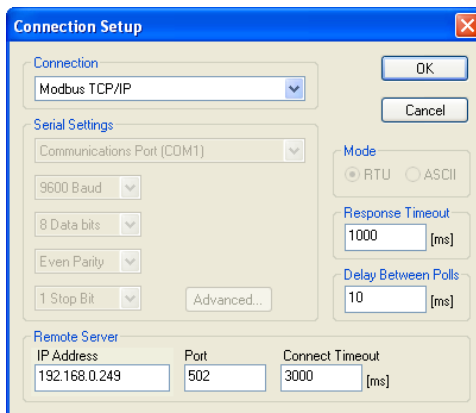 Connection Setup
Connection
OK
Modbus TCP/IP
Cancel
Serial Settings
Communications Port (COM1)
Mode
RTU ASCII
9600 Baud
8 Data bits
Response Timeout
1000 [ms]
Even Parity
Delay Between Polls
1 Stop Bit Advanced... 10 [ms]
Remote Server
IP Address Port Connect Timeout
192.168.0.249 502 3000 [ms]